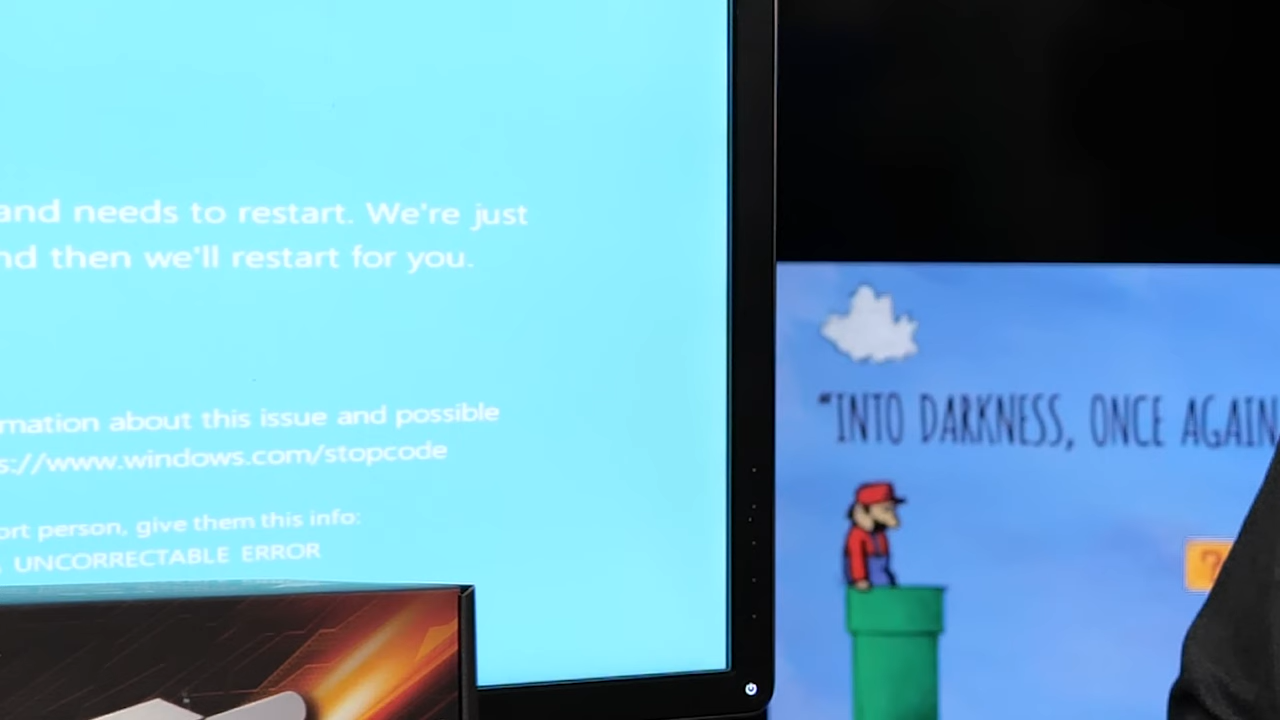 and needs to restart. We're just
nd then we'll restart for you.
rmation about this issue and possible
s://www.windows.com/stopcode
ort person, give them this info:
UNCORRECTABLE ERROR
"INTO DARKNESS, ONCE AGAIN
?